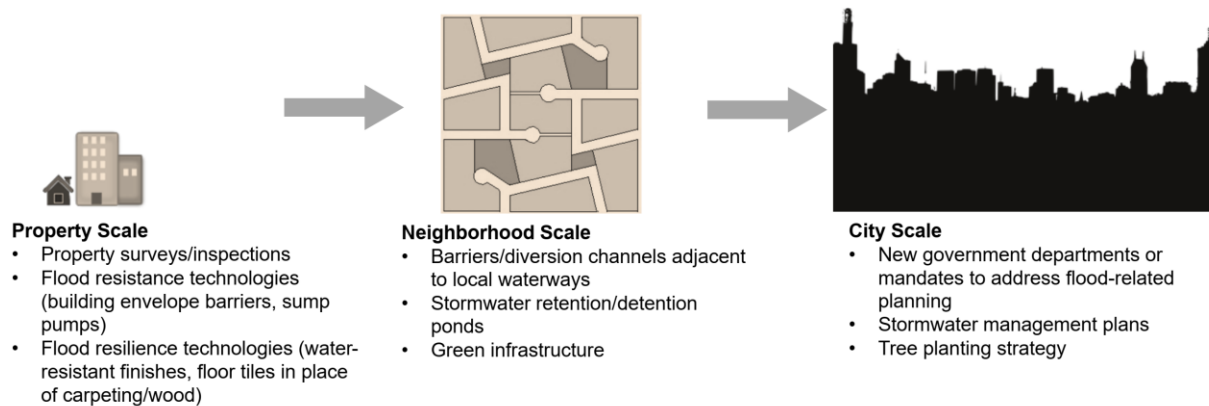 Property Scale
• Property surveys/inspections
• Flood resistance technologies
(building envelope barriers, sump
pumps)
• Flood resilience technologies (water-
resistant finishes, floor tiles in place
of carpeting/wood)
Neighborhood Scale
• Barriers/diversion channels adjacent
to local waterways
• Stormwater retention/detention
ponds
• Green infrastructure
City Scale
• New government departments or
mandates to address flood-related
planning
• Stormwater management plans
• Tree planting strategy